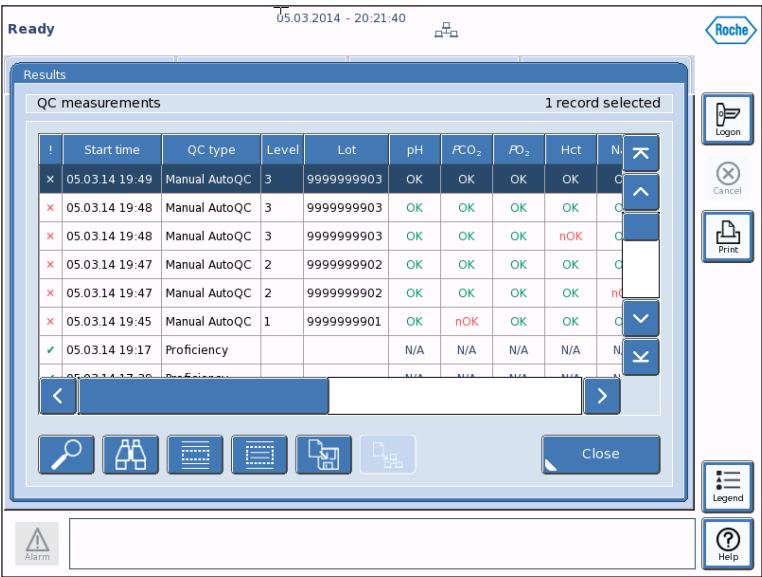 Ready
05.03.2014 - 20:21:40
Roche
Results
QC measurements 1 record selected
! Start time QC type Level Lot pH PCO₂ PO₂ Hct
× 05.03.14 19:49 Manual AutoQC 3 9999999903 OK OK OK OK
× 05.03.14 19:48 Manual AutoQC 3 9999999903 OK OK OK OK
× 05.03.14 19:48 Manual AutoQC 3 9999999903 OK OK OK nOK
× 05.03.14 19:47 Manual AutoQC 2 9999999902 OK OK OK OK
× 05.03.14 19:47 Manual AutoQC 2 9999999902 OK OK OK OK
× 05.03.14 19:45 Manual AutoQC 1 9999999901 OK nOK OK OK
✓ 05.03.14 19:17 Proficiency N/A N/A N/A N/A
Close
Logon
Cancel
Print
Legend
Alarm
Help